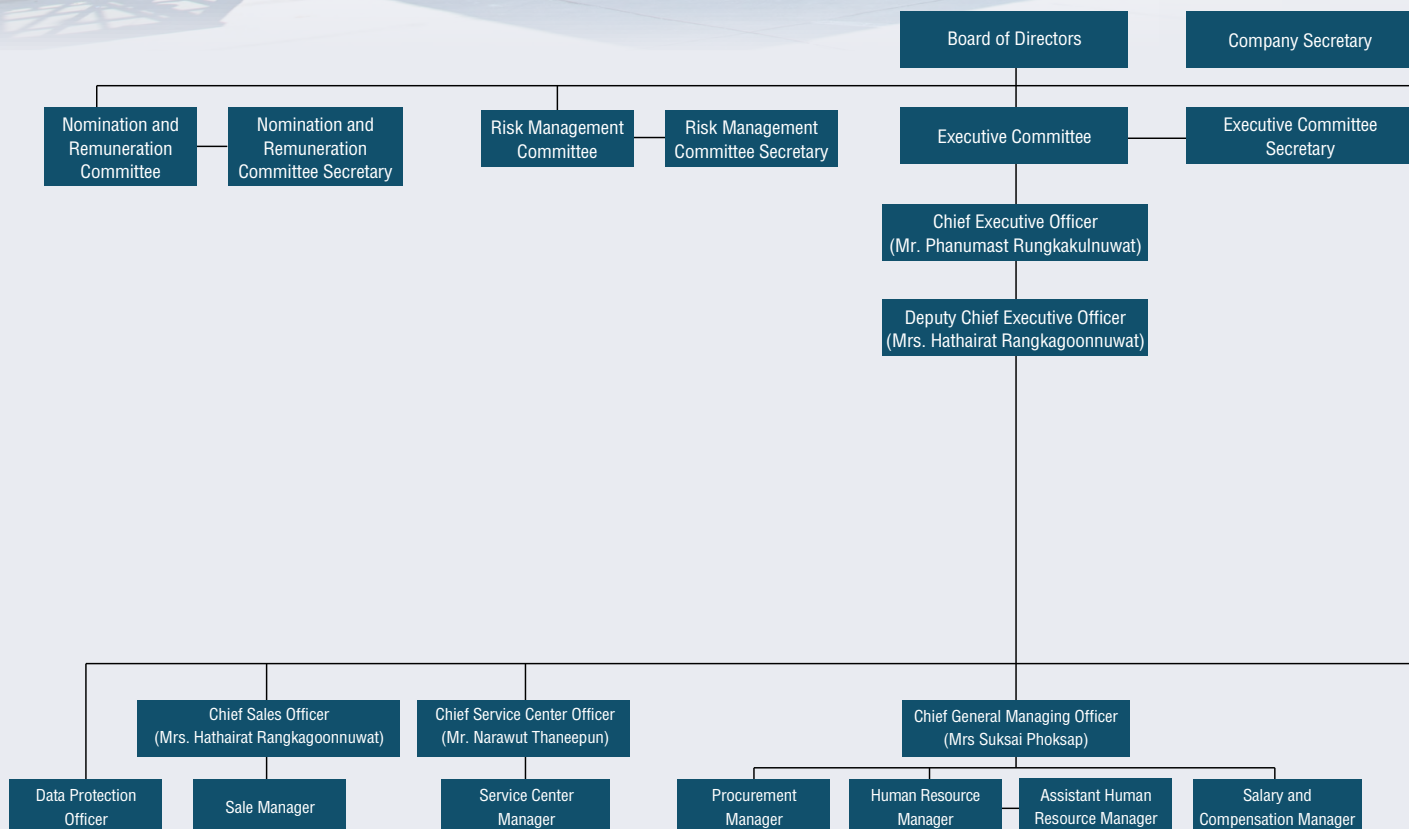 Board of Directors
Company Secretary
Nomination and
Remuneration
Committee
Nomination and
Remuneration
Committee Secretary
Risk Management
Committee
Risk Management
Committee Secretary
Executive Committee
Executive Committee
Secretary
Chief Executive Officer
(Mr. Phanumast Rungkakulnuwat)
Deputy Chief Executive Officer
(Mrs. Hathairat Rangkagoonnuwat)
Chief Sales Officer
(Mrs. Hathairat Rangkagoonnuwat)
Chief Service Center Officer
(Mr. Narawut Thaneepun)
Chief General Managing Officer
(Mrs Suksai Phoksap)
Data Protection
Officer
Sale Manager
Service Center
Manager
Procurement
Manager
Human Resource
Manager
Assistant Human
Resource Manager
Salary and
Compensation Manager